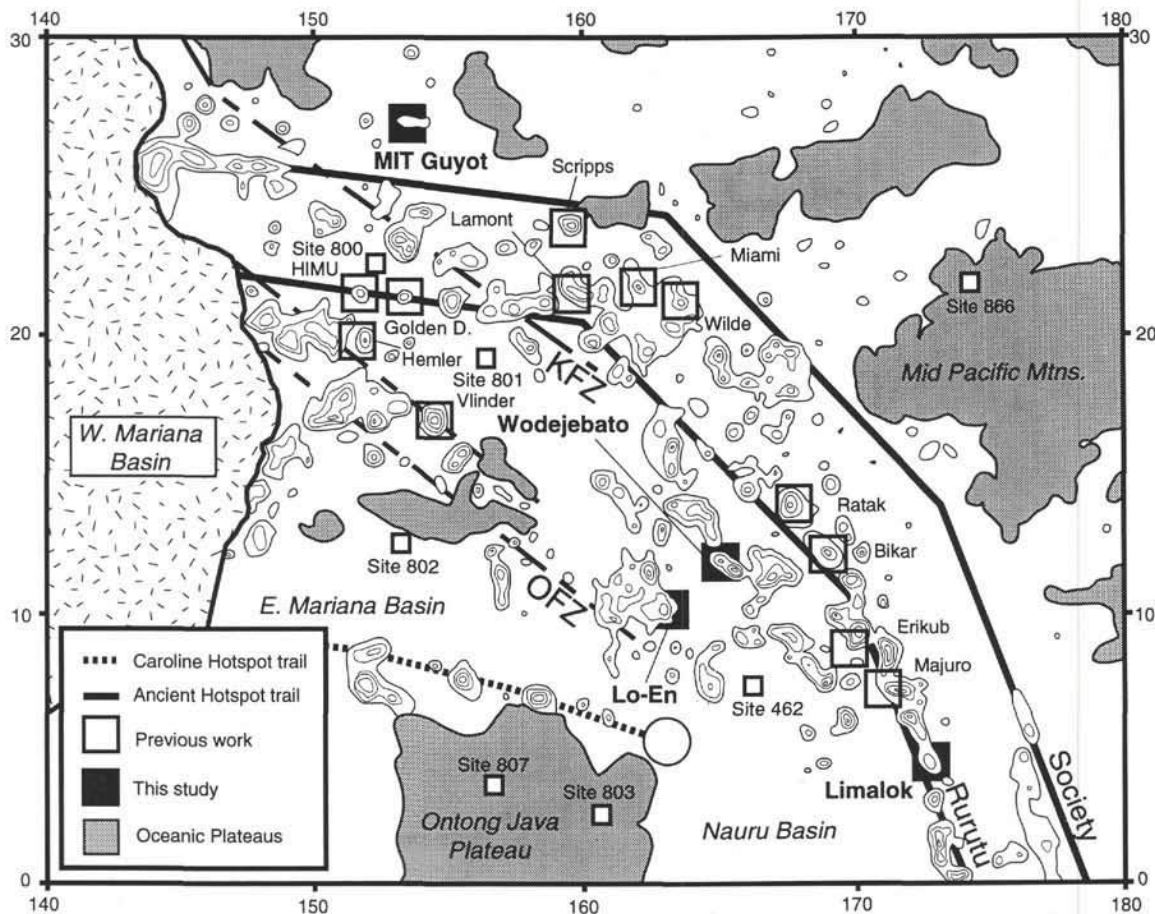 140 150 160 170 180
30 30
MIT Guyot
Scripps
Lamont
Miami
Site 800
HIMU
Site 866
Golden D.
Wilde
20 20
Hemler
Site 801
KFZ
Mid Pacific Mtns.
Vlinder
Wodejebato
W. Mariana
Basin
Ratak
Bikar
Site 802
OFZ
10 10
E. Mariana Basin
Erikub
Majuro
Caroline Hotspot trail
Lo-En
Site 462
Ancient Hotspot trail
Previous work
Site 807
This study
Site 803
Limalok
Rurutu
Society
Oceanic Plateaus
Ontong Java
Plateau
Nauru Basin
0 0
140 150 160 170 180